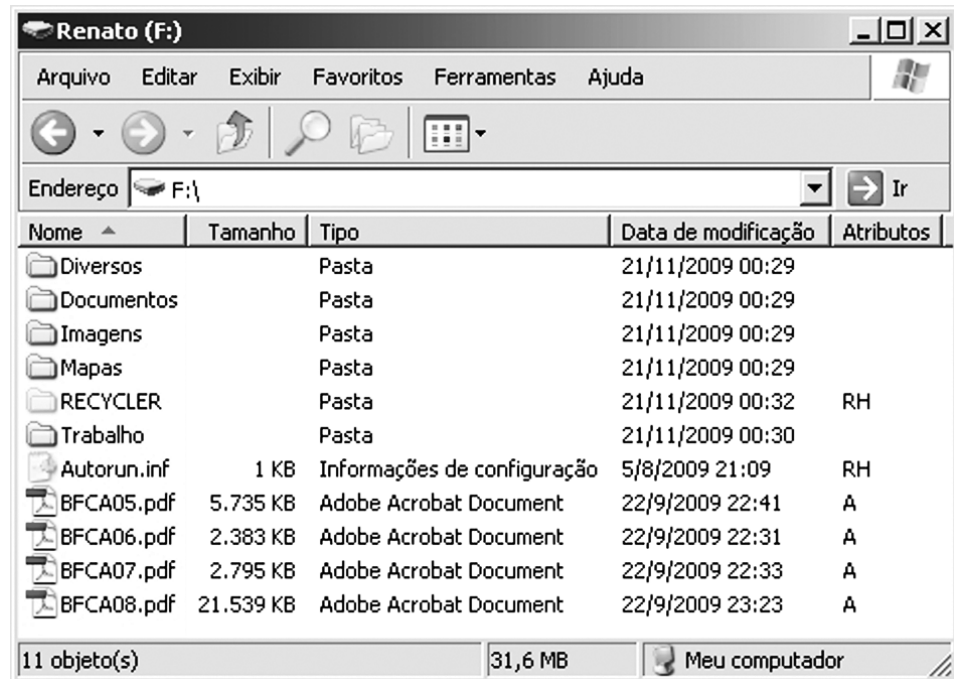 Renato (F:)
Arquivo Editar Exibir Favoritos Ferramentas Ajuda
Endereço F:\ Ir
Nome Tamanho Tipo Data de modificação Atributos
Diversos Pasta 21/11/2009 00:29
Documentos Pasta 21/11/2009 00:29
Imagens Pasta 21/11/2009 00:29
Mapas Pasta 21/11/2009 00:29
RECYCLER Pasta 21/11/2009 00:32 RH
Trabalho Pasta 21/11/2009 00:30
Autorun.inf 1 KB Informações de configuração 5/8/2009 21:09 RH
BFCA05.pdf 5.735 KB Adobe Acrobat Document 22/9/2009 22:41 A
BFCA06.pdf 2.383 KB Adobe Acrobat Document 22/9/2009 22:31 A
BFCA07.pdf 2.795 KB Adobe Acrobat Document 22/9/2009 22:33 A
BFCA08.pdf 21.539 KB Adobe Acrobat Document 22/9/2009 23:23 A
11 objeto(s) 31,6 MB Meu computador